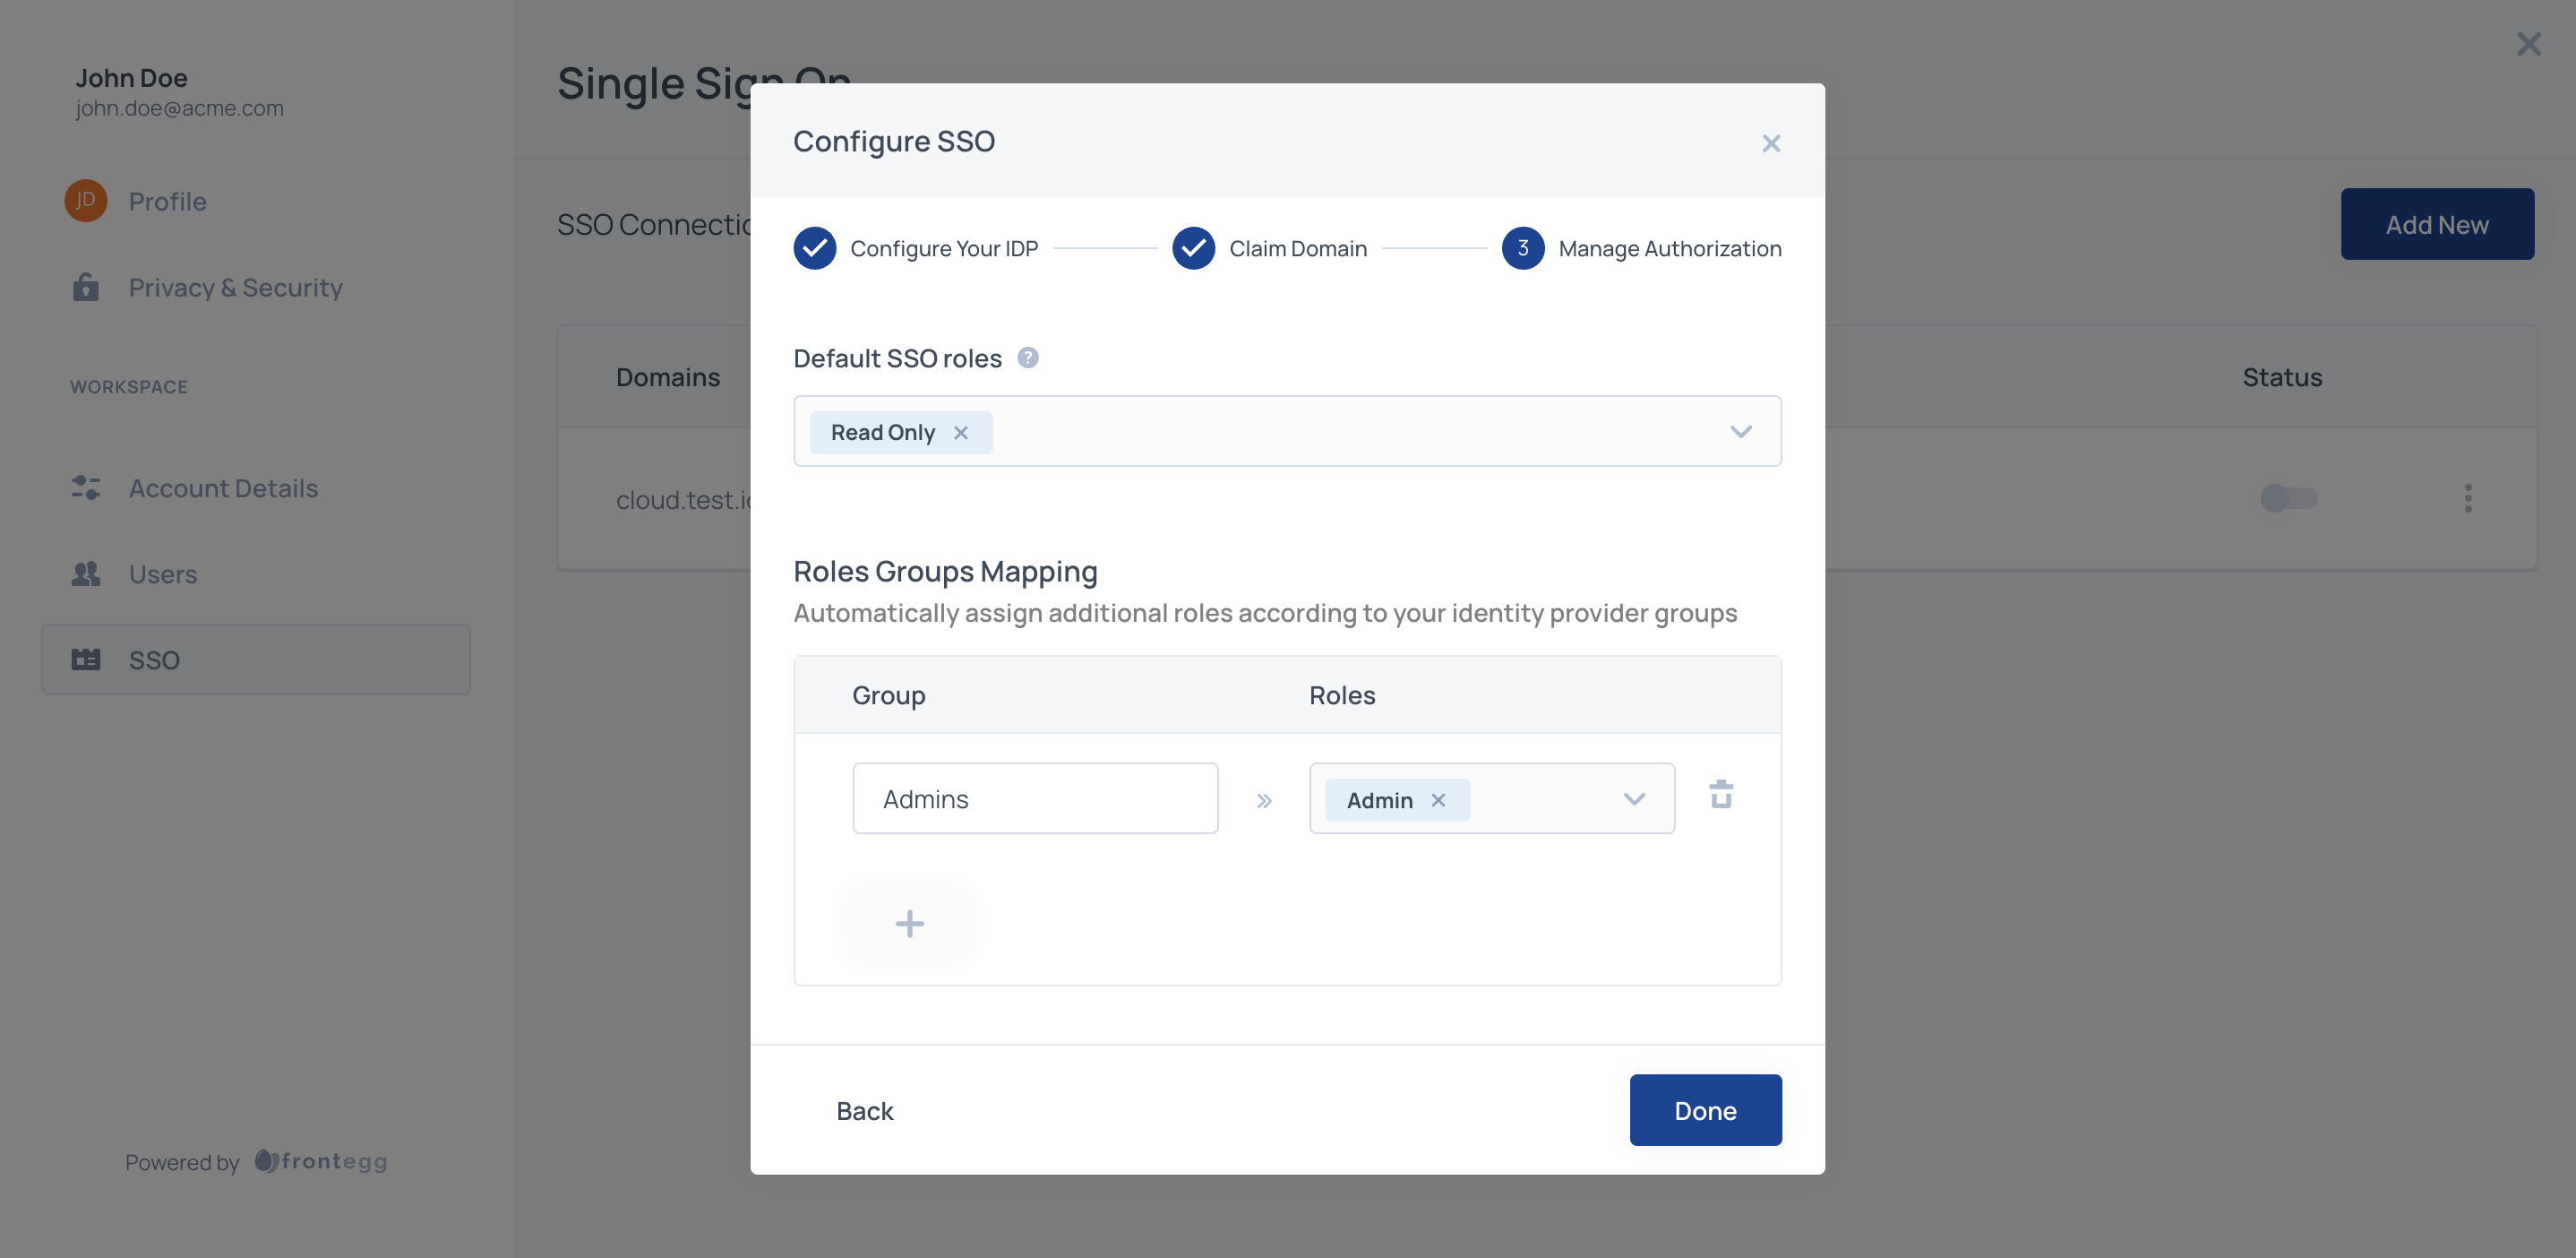 John Doe
john.doe@acme.com
JD Profile
Privacy & Security
WORKSPACE
Account Details
Users
SSO
Powered by frontegg
Single Sign On
SSO
Add New
Domains
Status
Configure SSO
Configure Your IDP
Claim Domain
3 Manage Authorization
Default SSO roles ?
Read Only
Roles Groups Mapping
Automatically assign additional roles according to your identity provider groups
Group Roles
Admins » Admin
Back Done